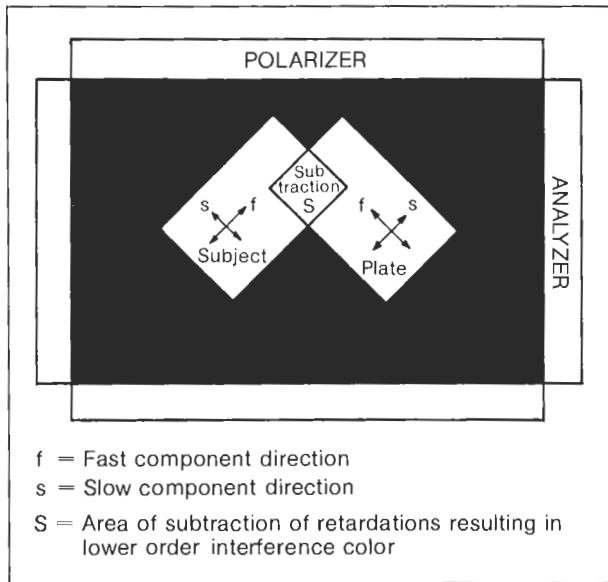 POLARIZER
ANALYZER
Sub
traction
S
s f
Subject
f s
Plate
f = Fast component direction
s = Slow component direction
S = Area of subtraction of retardations resulting in
lower order interference color